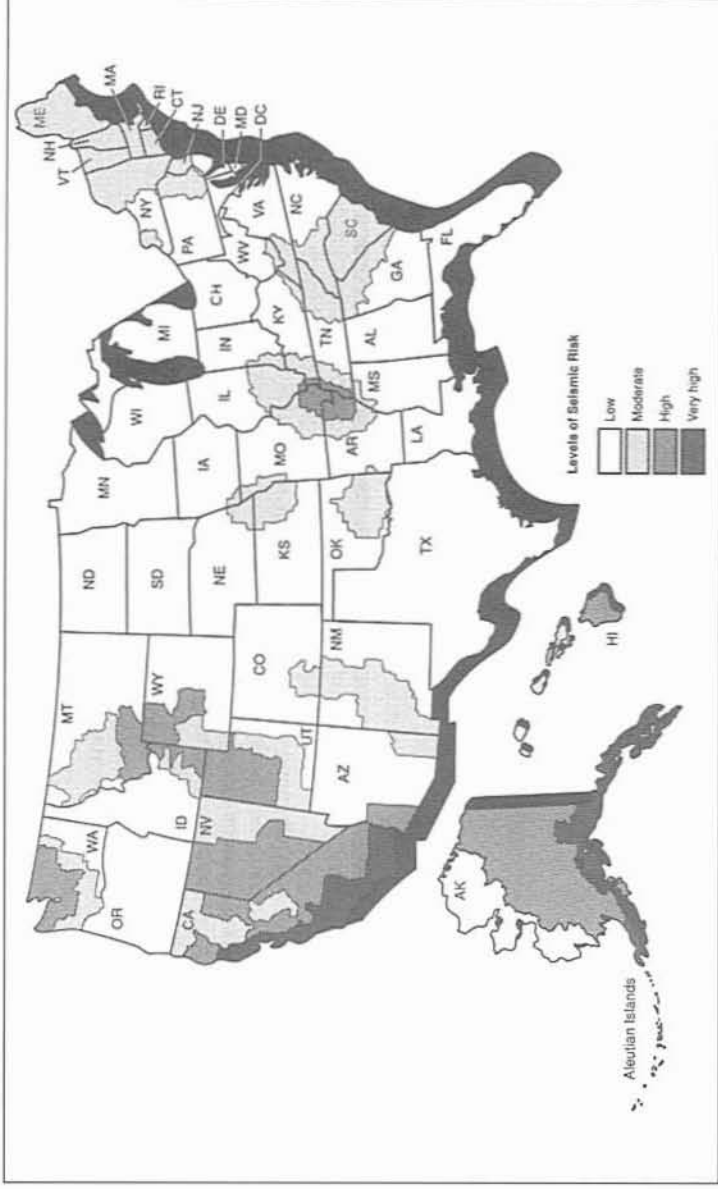 WA
MT
ND
MN
ME
NH
VT
MA
RI
CT
NJ
DE
MD
DC
OR
ID
WY
SD
WI
MI
NY
PA
CA
NV
UT
CO
NE
IA
IL
IN
CH
WV
VA
KS
MO
KY
NC
AZ
NM
OK
AR
TN
SC
TX
LA
MS
AL
GA
FL
AK
HI
Aleutian Islands
Levels of Seismic Risk
Low
Moderate
High
Very high